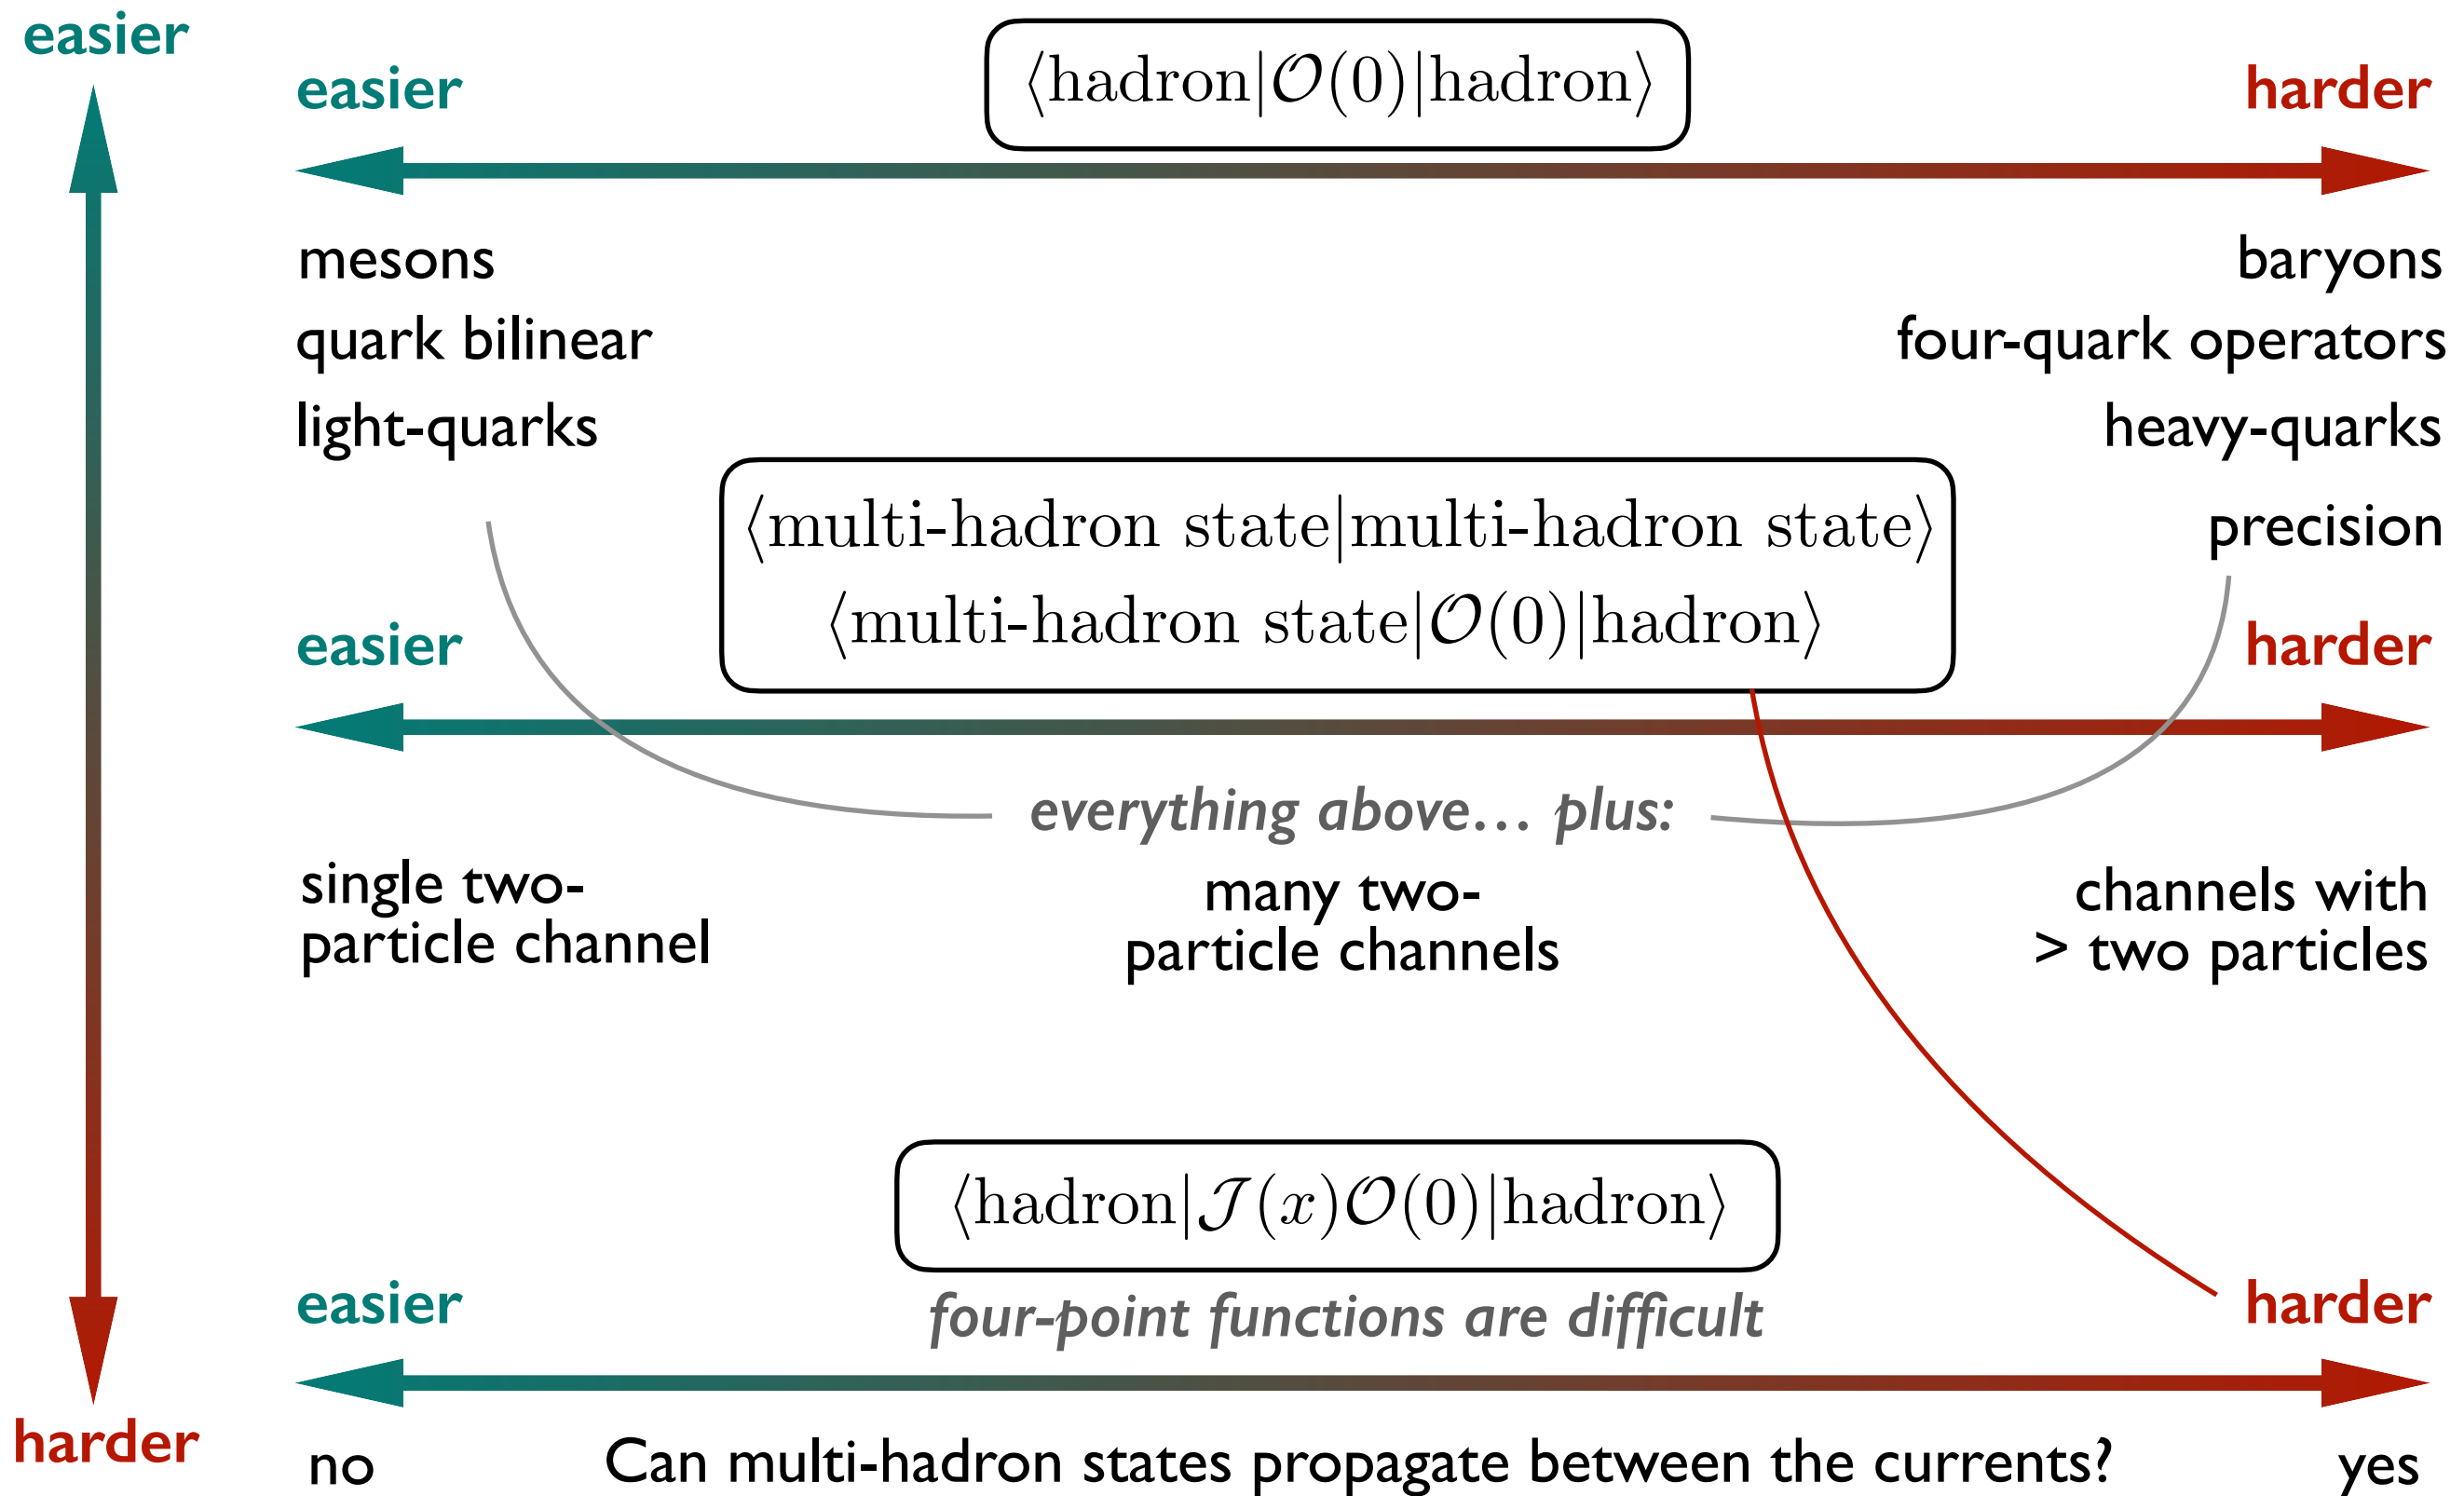 easier
easier
⟨hadron|𝒪(0)|hadron⟩
harder
mesons
baryons
quark bilinear
four-quark operators
light-quarks
heavy-quarks
⟨multi-hadron state|multi-hadron state⟩
precision
⟨multi-hadron state|𝒪(0)|hadron⟩
easier
harder
everything above… plus:
single two-
particle channel
many two-
particle channels
channels with
> two particles
⟨hadron|𝒥(x)𝒪(0)|hadron⟩
easier
four-point functions are difficult
harder
harder
no
Can multi-hadron states propagate between the currents?
yes